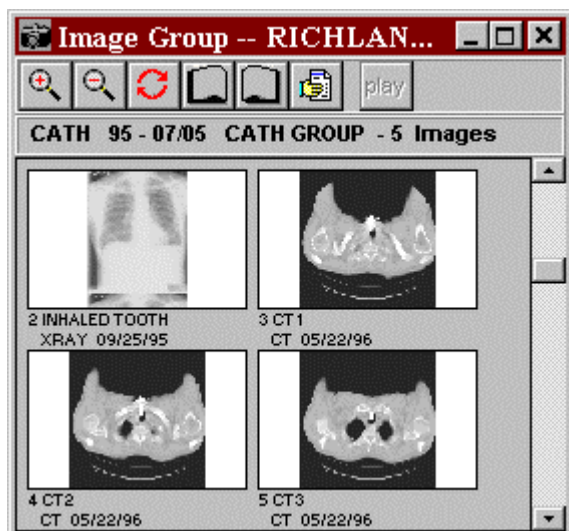 Image Group -- RICHLAN...
play
CATH 95 - 07/05 CATH GROUP - 5 Images
2 INHALED TOOTH
XRAY 09/25/95
3 CT1
CT 05/22/96
4 CT2
CT 05/22/96
5 CT3
CT 05/22/96